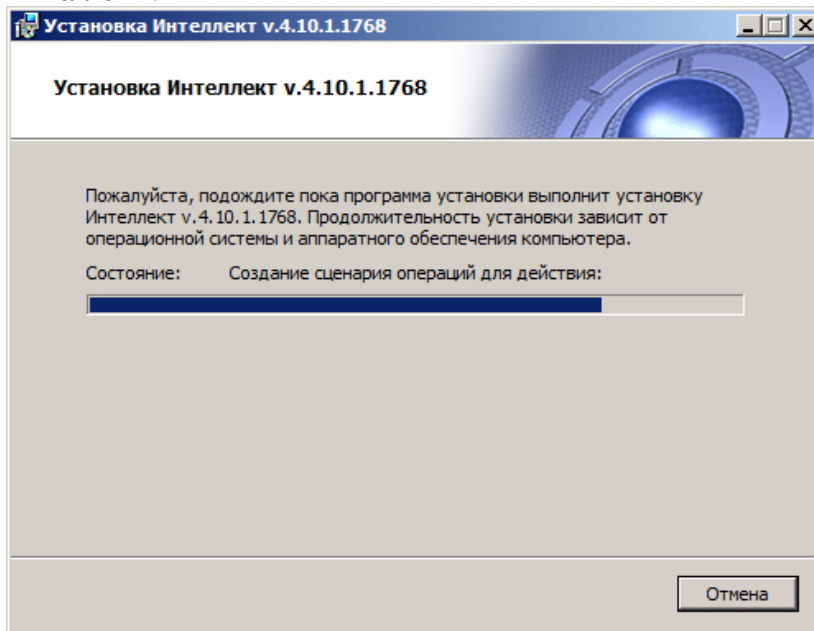 Установка Интеллект v.4.10.1.1768
Установка Интеллект v.4.10.1.1768
Пожалуйста, подождите пока программа установки выполнит установку
Интеллект v.4.10.1.1768. Продолжительность установки зависит от
операционной системы и аппаратного обеспечения компьютера.
Состояние: Создание сценария операций для действия:
Отмена